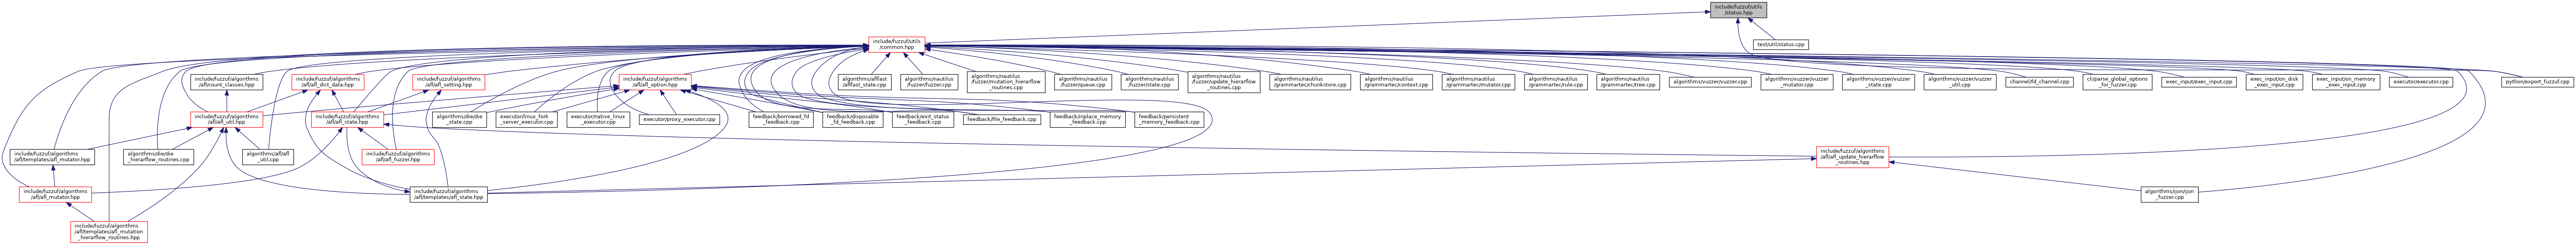 include/fuzzuf/utils
/status.hpp
include/fuzzuf/utils
/common.hpp
test/util/status.cpp
include/fuzzuf/algorithms
/afl/count_classes.hpp
include/fuzzuf/algorithms
/afl/afl_dict_data.hpp
include/fuzzuf/algorithms
/afl/afl_setting.hpp
include/fuzzuf/algorithms
/afl/afl_option.hpp
algorithms/aflfast
/aflfast_state.cpp
algorithms/nautilus
/fuzzer/fuzzer.cpp
algorithms/nautilus
/fuzzer/mutation_hierarflow
_routines.cpp
algorithms/nautilus
/fuzzer/queue.cpp
algorithms/nautilus
/fuzzer/state.cpp
algorithms/nautilus
/fuzzer/update_hierarflow
_routines.cpp
algorithms/nautilus
/grammartec/chunkstore.cpp
algorithms/nautilus
/grammartec/context.cpp
algorithms/nautilus
/grammartec/mutator.cpp
algorithms/nautilus
/grammartec/rule.cpp
algorithms/nautilus
/grammartec/tree.cpp
algorithms/vuzzer/vuzzer.cpp
algorithms/vuzzer/vuzzer
_mutator.cpp
algorithms/vuzzer/vuzzer
_state.cpp
algorithms/vuzzer/vuzzer
_util.cpp
channel/fd_channel.cpp
cli/parse_global_options
_for_fuzzer.cpp
exec_input/exec_input.cpp
exec_input/on_disk
_exec_input.cpp
exec_input/on_memory
_exec_input.cpp
executor/executor.cpp
python/export_fuzzuf.cpp
include/fuzzuf/algorithms
/afl/afl_util.hpp
include/fuzzuf/algorithms
/afl/afl_state.hpp
algorithms/die/die
_state.cpp
executor/linux_fork
_server_executor.cpp
executor/native_linux
_executor.cpp
executor/proxy_executor.cpp
feedback/borrowed_fd
_feedback.cpp
feedback/disposable
_fd_feedback.cpp
feedback/exit_status
_feedback.cpp
feedback/file_feedback.cpp
feedback/inplace_memory
_feedback.cpp
feedback/persistent
_memory_feedback.cpp
include/fuzzuf/algorithms
/afl/templates/afl_mutator.hpp
algorithms/die/die
_hierarflow_routines.cpp
algorithms/afl/afl
_util.cpp
include/fuzzuf/algorithms
/afl/afl_fuzzer.hpp
include/fuzzuf/algorithms
/afl/afl_update_hierarflow
_routines.hpp
include/fuzzuf/algorithms
/afl/afl_mutator.hpp
include/fuzzuf/algorithms
/afl/templates/afl_state.hpp
algorithms/ijon/ijon
_fuzzer.cpp
include/fuzzuf/algorithms
/afl/templates/afl_mutation
_hierarflow_routines.hpp